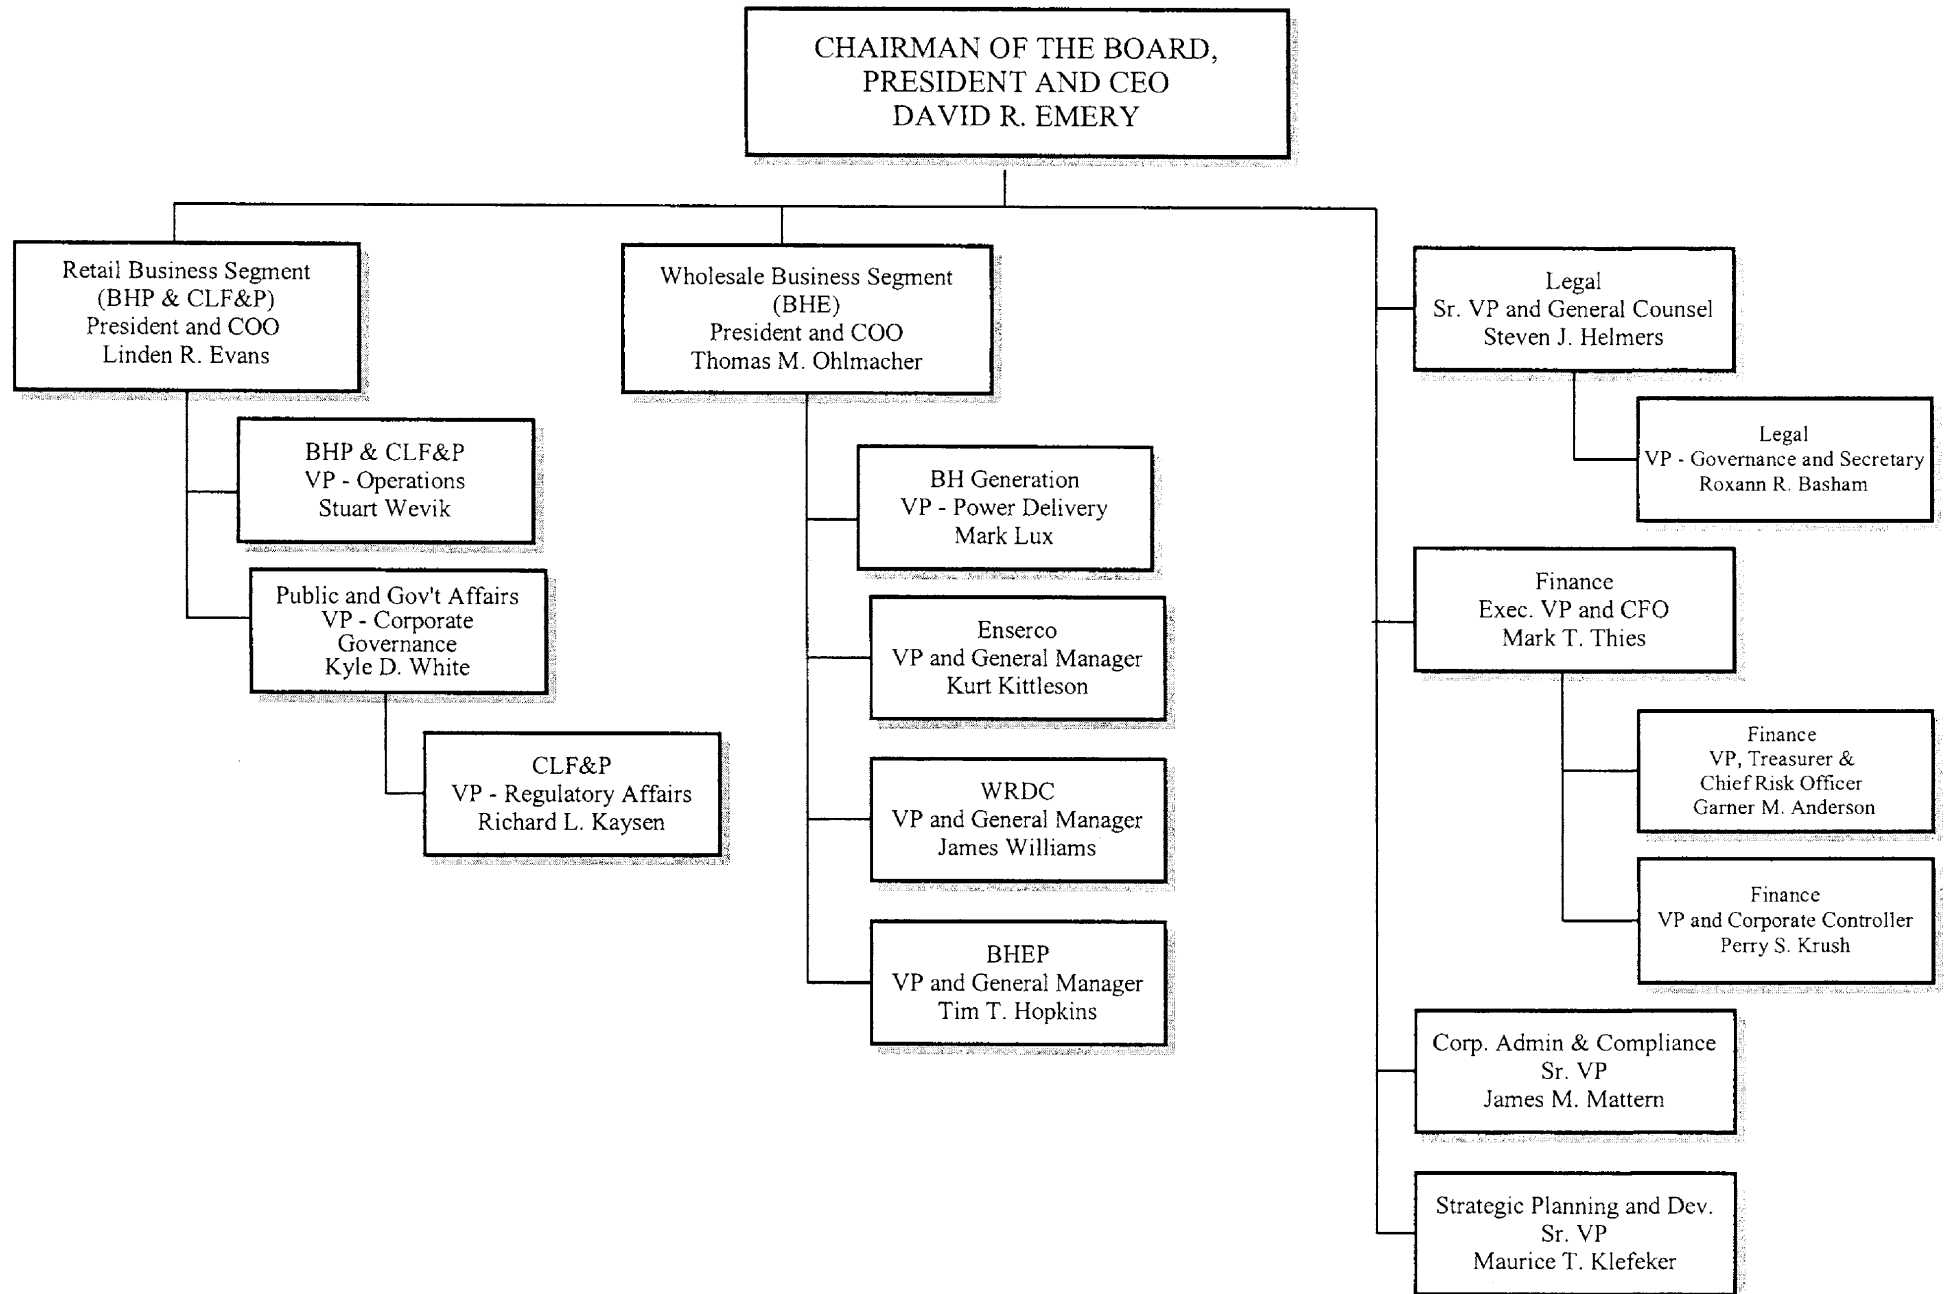 CHAIRMAN OF THE BOARD,
PRESIDENT AND CEO
DAVID R. EMERY
Retail Business Segment
(BHP & CLF&P)
President and COO
Linden R. Evans
BHP & CLF&P
VP - Operations
Stuart Wevik
Public and Gov't Affairs
VP - Corporate
Governance
Kyle D. White
CLF&P
VP - Regulatory Affairs
Richard L. Kaysen
Wholesale Business Segment
(BHE)
President and COO
Thomas M. Ohlmacher
BH Generation
VP - Power Delivery
Mark Lux
Enserco
VP and General Manager
Kurt Kittleson
WRDC
VP and General Manager
James Williams
BHEP
VP and General Manager
Tim T. Hopkins
Legal
Sr. VP and General Counsel
Steven J. Helmers
Legal
VP - Governance and Secretary
Roxann R. Basham
Finance
Exec. VP and CFO
Mark T. Thies
Finance
VP, Treasurer &
Chief Risk Officer
Garner M. Anderson
Finance
VP and Corporate Controller
Perry S. Krush
Corp. Admin & Compliance
Sr. VP
James M. Mattern
Strategic Planning and Dev.
Sr. VP
Maurice T. Klefeker